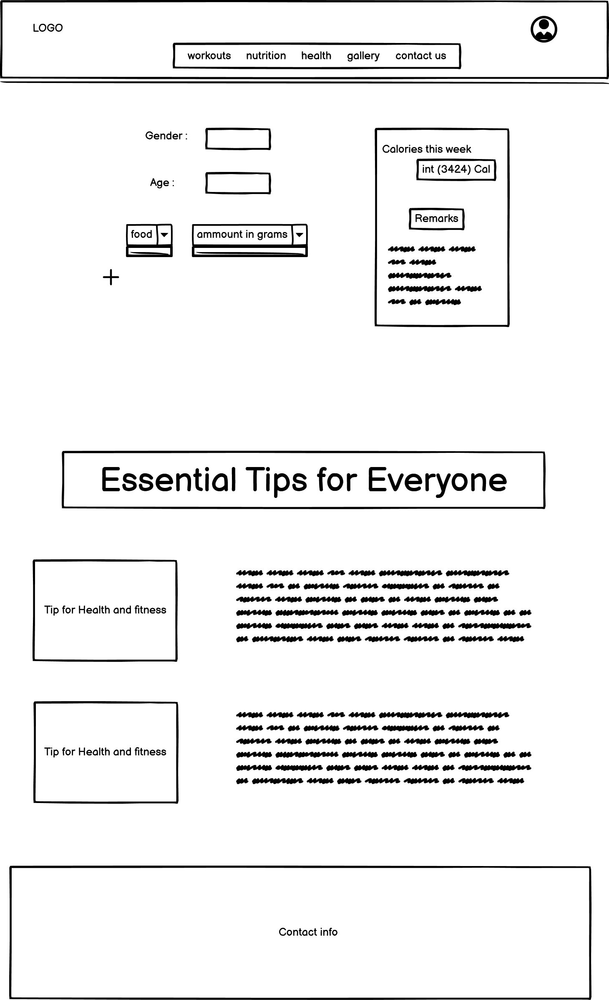 LOGO
workouts nutrition health gallery contact us
Gender :
Age :
food
ammount in grams
Calories this week
int (3424) Cal
Remarks
Essential Tips for Everyone
Tip for Health and fitness
Tip for Health and fitness
Contact info